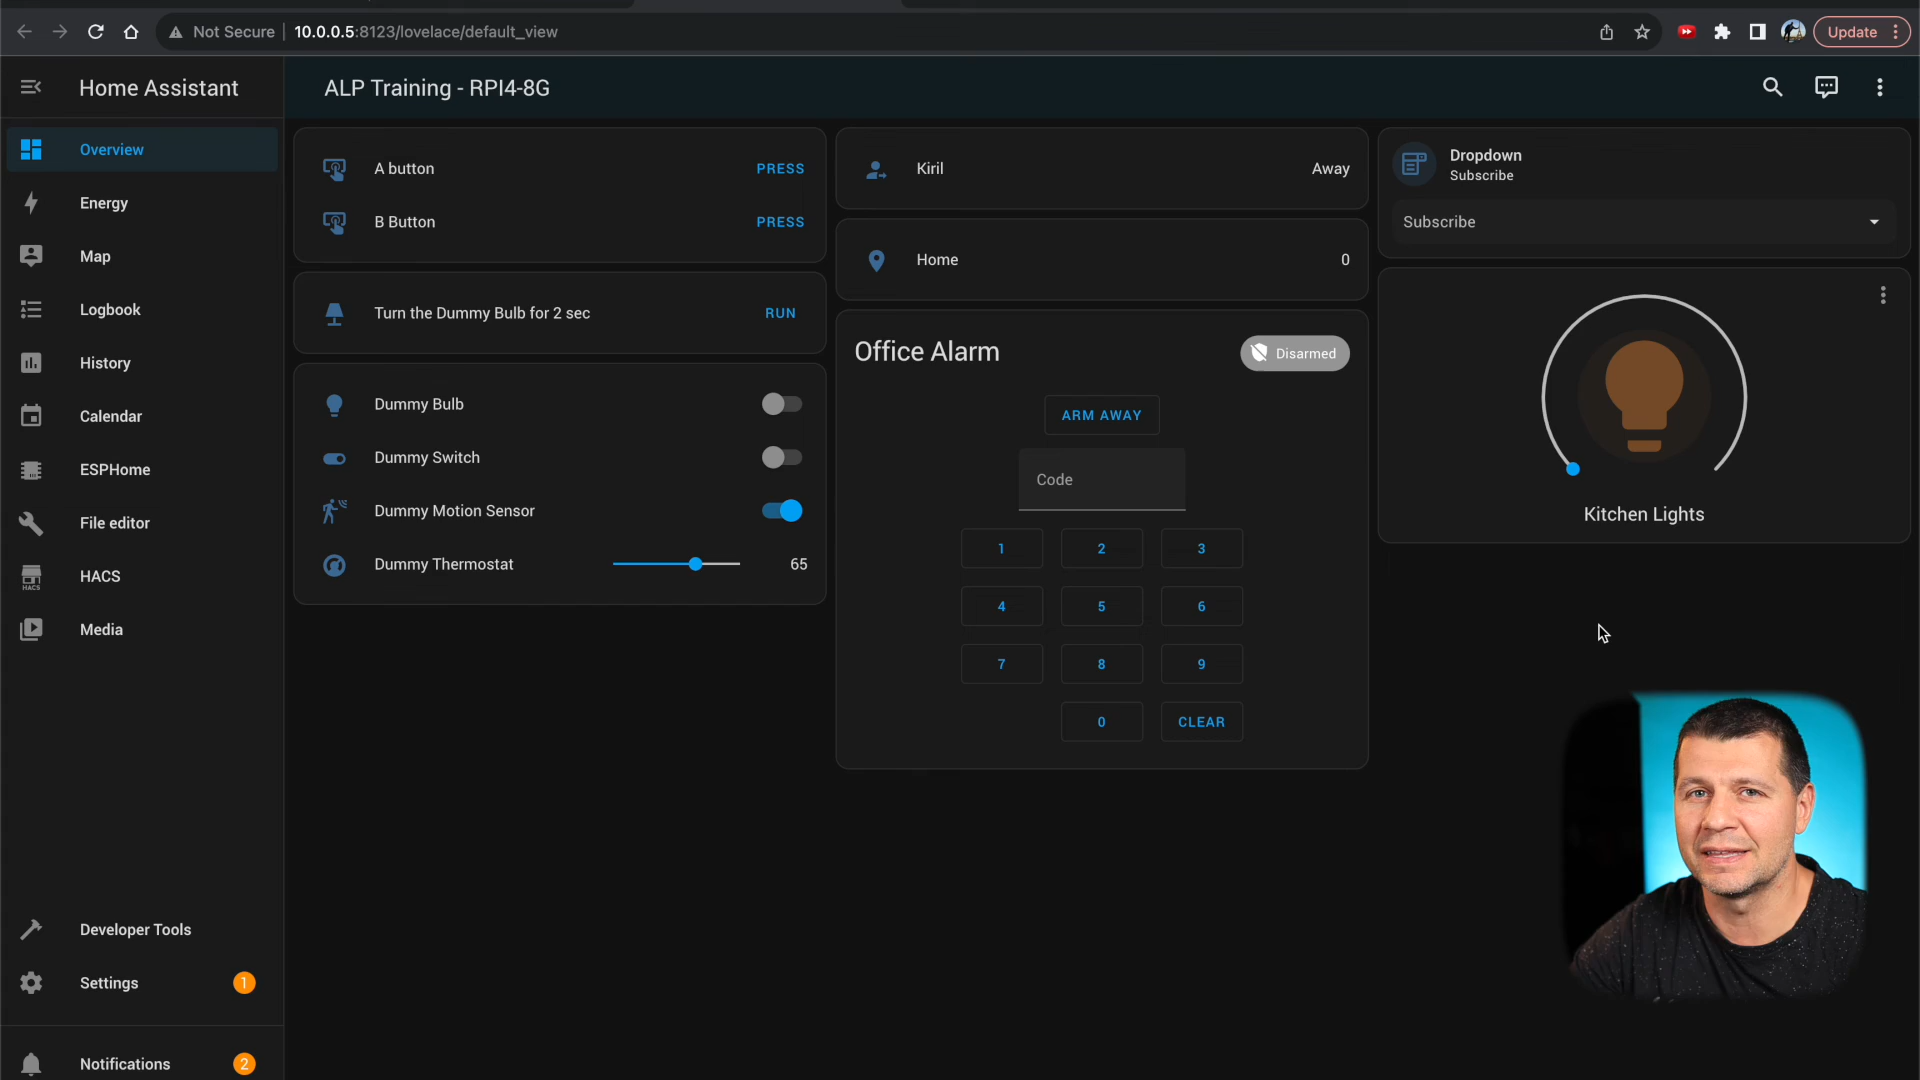 Not Secure
10.0.0.5:8123/lovelace/default_view
Update
Home Assistant
ALP Training - RPI4-8G
Overview
Energy
Map
Logbook
History
Calendar
ESPHome
File editor
HACS
HACS
Media
Developer Tools
Settings
1
Notifications
2
A button
PRESS
B Button
PRESS
Turn the Dummy Bulb for 2 sec
RUN
Dummy Bulb
Dummy Switch
Dummy Motion Sensor
Dummy Thermostat
65
Kiril
Away
Home
0
Office Alarm
Disarmed
ARM AWAY
Code
1
2
3
4
5
6
7
8
9
0
CLEAR
Dropdown
Subscribe
Subscribe
Kitchen Lights